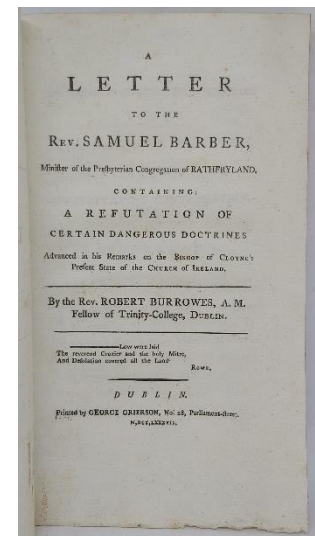 A
LETTER
TO THE
REV. SAMUEL BARBER,
Minister of the Presbyterian Congregation of RATHFRYLAND,
CONTAINING
A REFUTATION OF
CERTAIN DANGEROUS DOCTRINES
Advanced in his REMARKS on the BISHOP of CLOYNE's
Present State of the CHURCH of IRELAND.
By the Rev. ROBERT BURROWES, A. M.
Fellow of Trinity-College, DUBLIN.
Low were laid
The reverend Crozier and the holy Mitre,
And Desolation covered all the Land.
ROWE.
DUBLIN.
Printed by GEORGE GRIERSON, No. 28, Parliament-street.
M,DCC,LXXXVII.